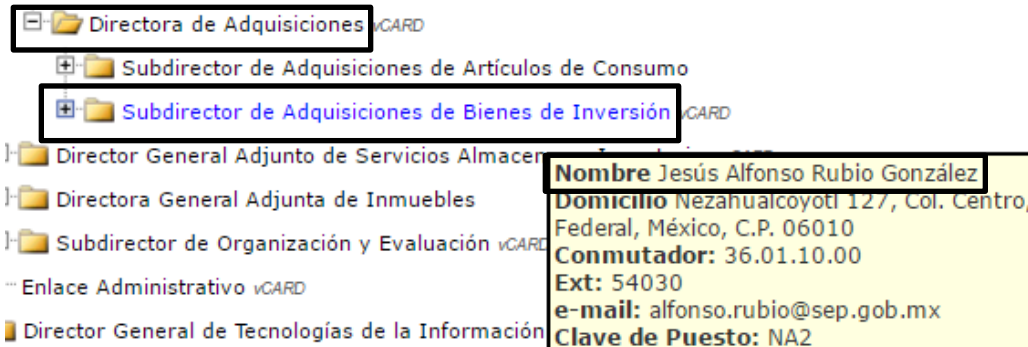 Directora de Adquisiciones vCARD
Subdirector de Adquisiciones de Artículos de Consumo
Subdirector de Adquisiciones de Bienes de Inversión vCARD
Director General Adjunto de Servicios
Directora General Adjunta de Inmuebles
Subdirector de Organización y Evaluación vCARD
Enlace Administrativo vCARD
Director General de Tecnologías de la Información
Nombre Jesús Alfonso Rubio González
Domicilio Nezahualcoyotl 127, Col. Centro,
Federal, México, C.P. 06010
Conmutador: 36.01.10.00
Ext: 54030
e-mail: alfonso.rubio@sep.gob.mx
Clave de Puesto: NA2